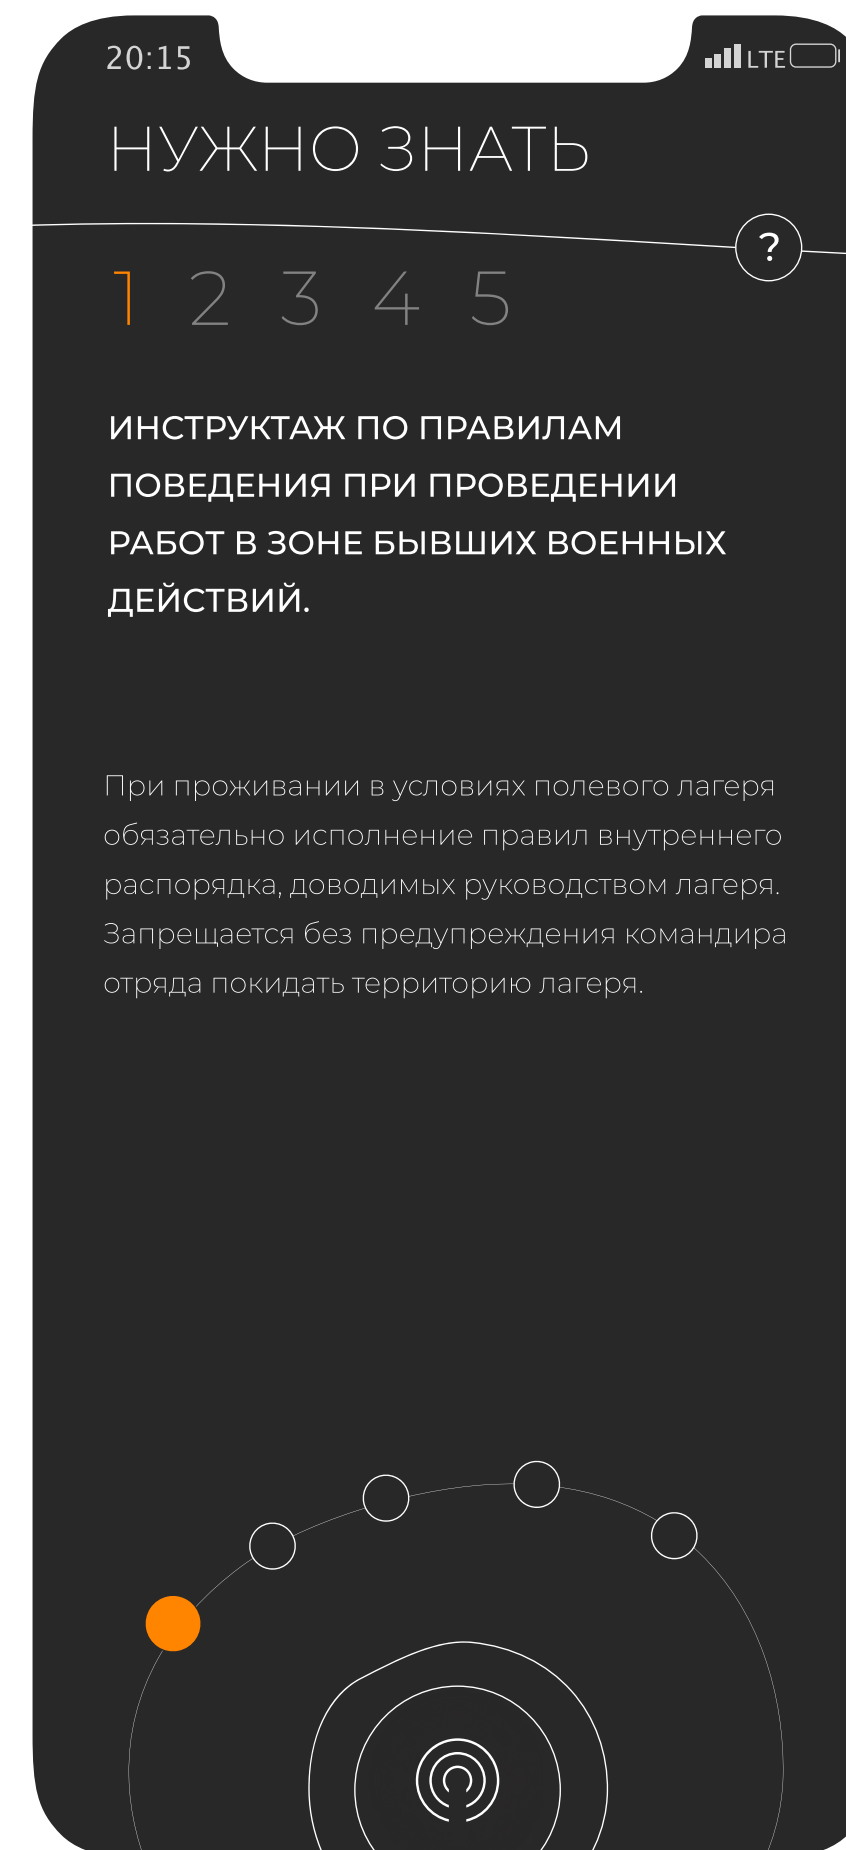 20:15 LTE
НУЖНО ЗНАТЬ
?
1 2 3 4 5
ИНСТРУКТАЖ ПО ПРАВИЛАМ
ПОВЕДЕНИЯ ПРИ ПРОВЕДЕНИИ
РАБОТ В ЗОНЕ БЫВШИХ ВОЕННЫХ
ДЕЙСТВИЙ.
При проживании в условиях полевого лагеря
обязательно исполнение правил внутреннего
распорядка, доводимых руководством лагеря.
Запрещается без предупреждения командира
отряда покидать территорию лагеря.